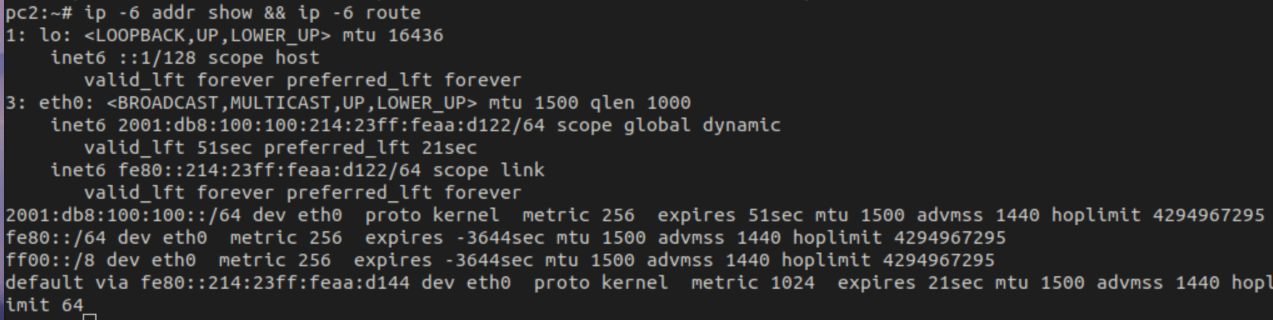 pc2:~# ip -6 addr show && ip -6 route
1: lo: <LOOPBACK,UP,LOWER_UP> mtu 16436
    inet6 ::1/128 scope host
       valid_lft forever preferred_lft forever
3: eth0: <BROADCAST,MULTICAST,UP,LOWER_UP> mtu 1500 qlen 1000
    inet6 2001:db8:100:100:214:23ff:feaa:d122/64 scope global dynamic
       valid_lft 51sec preferred_lft 21sec
    inet6 fe80::214:23ff:feaa:d122/64 scope link
       valid_lft forever preferred_lft forever
2001:db8:100:100::/64 dev eth0  proto kernel  metric 256  expires 51sec mtu 1500 advmss 1440 hoplimit 4294967295
fe80::/64 dev eth0  metric 256  expires -3644sec mtu 1500 advmss 1440 hoplimit 4294967295
ff00::/8 dev eth0  metric 256  expires -3644sec mtu 1500 advmss 1440 hoplimit 4294967295
default via fe80::214:23ff:feaa:d144 dev eth0  proto kernel  metric 1024  expires 21sec mtu 1500 advmss 1440 hopl
imit 64